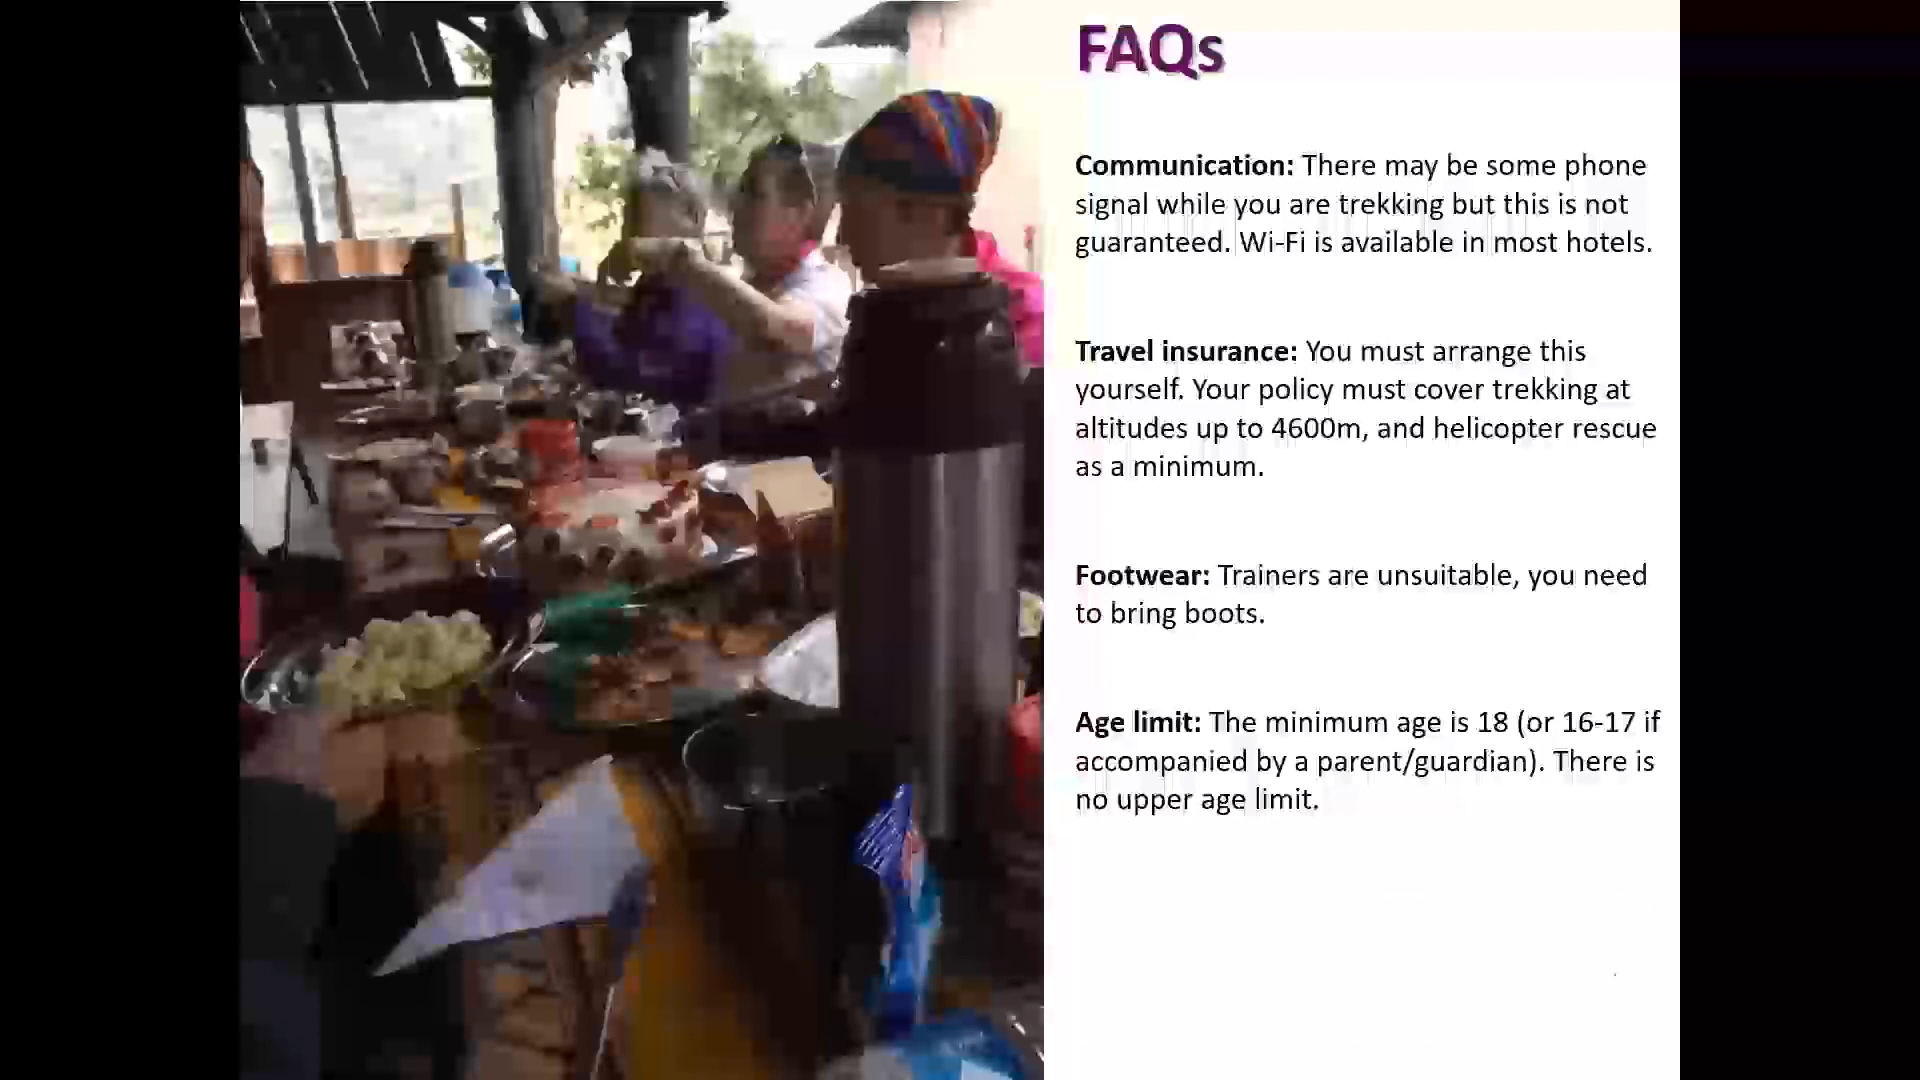 FAQs
Communication: There may be some phone
signal while you are trekking but this is not
guaranteed. Wi-Fi is available in most hotels.
Travel insurance: You must arrange this
yourself. Your policy must cover trekking at
altitudes up to 4600m, and helicopter rescue
as a minimum.
Footwear: Trainers are unsuitable, you need
to bring boots.
Age limit: The minimum age is 18 (or 16-17 if
accompanied by a parent/guardian). There is
no upper age limit.